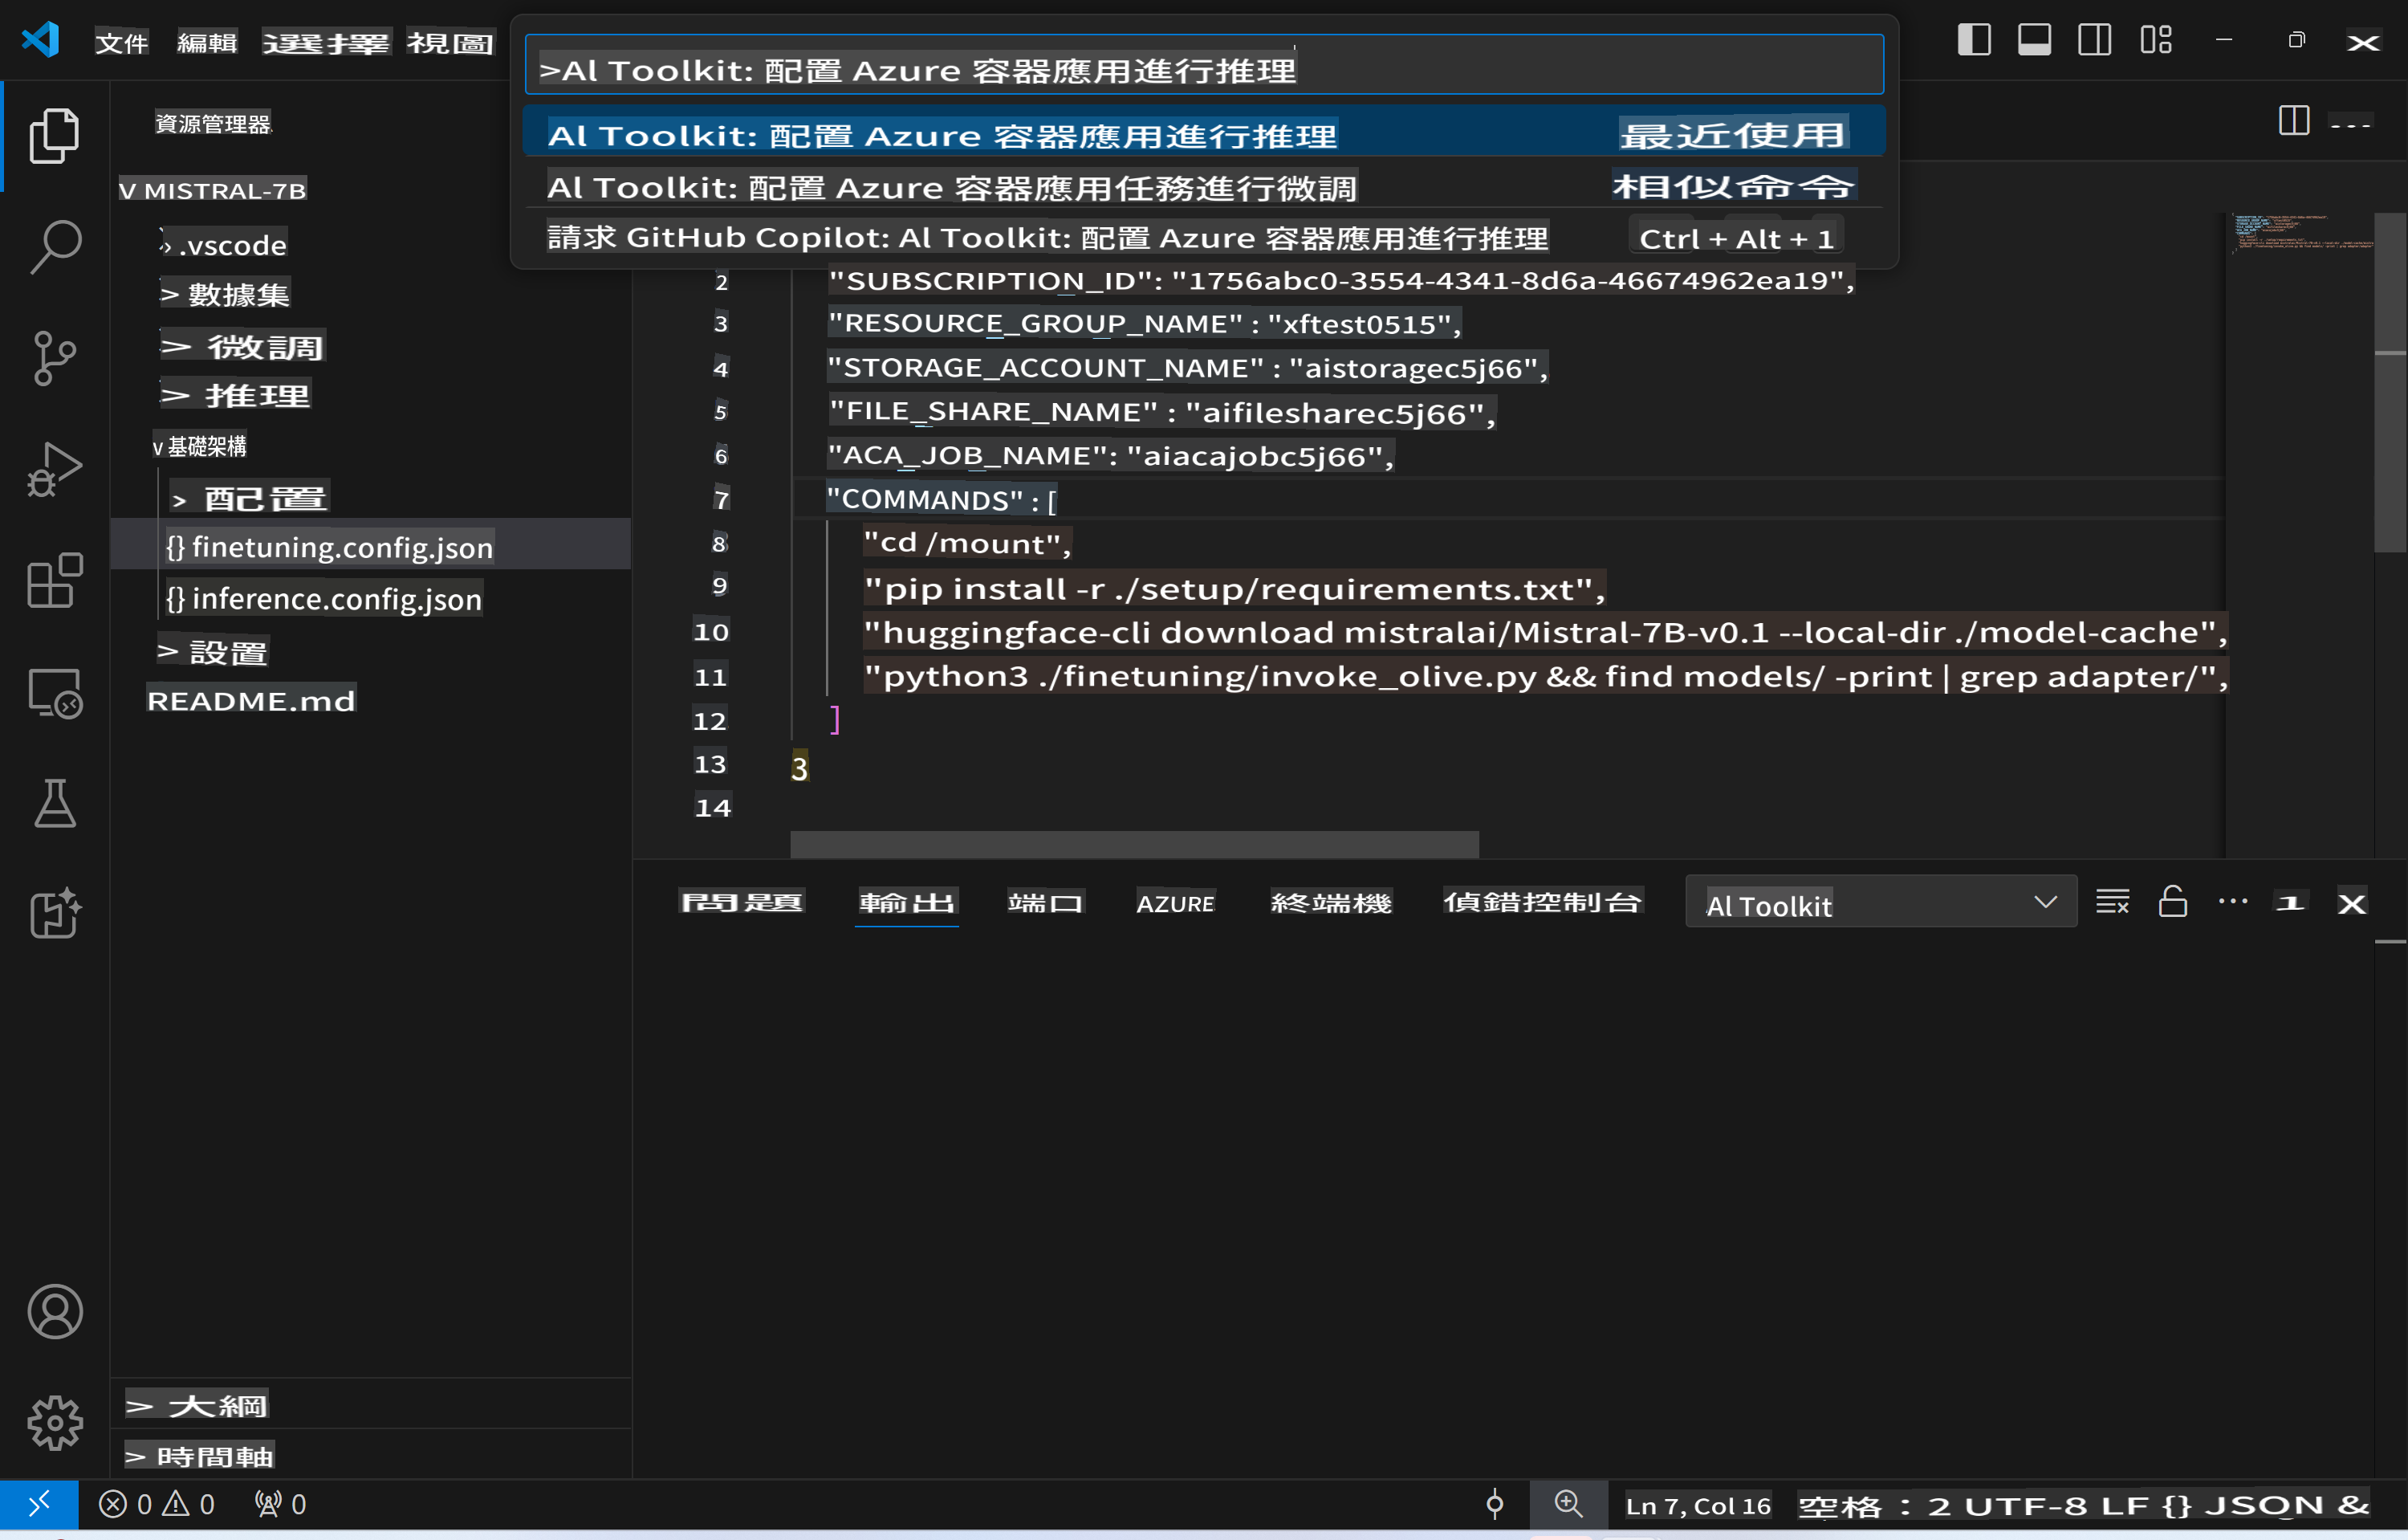 文件 編輯 選擇 視圖
>Al Toolkit: 配置 Azure 容器應用進行推理
Al Toolkit: 配置 Azure 容器應用進行推理 最近使用
Al Toolkit: 配置 Azure 容器應用任務進行微調 相似命令
請求 GitHub Copilot: Al Toolkit: 配置 Azure 容器應用進行推理 Ctrl + Alt + 1
資源管理器
V MISTRAL-7B
> .vscode
> 數據集
> 微調
> 推理
v 基礎架構
> 配置
{} finetuning.config.json
{} inference.config.json
> 設置
README.md
> 大綱
> 時間軸
2 "SUBSCRIPTION_ID": "1756abc0-3554-4341-8d6a-46674962ea19",
3 "RESOURCE_GROUP_NAME" : "xftest0515",
4 "STORAGE_ACCOUNT_NAME" : "aistoragec5j66",
5 "FILE_SHARE_NAME" : "aifilesharec5j66",
6 "ACA_JOB_NAME": "aiacajobc5j66",
7 "COMMANDS" : [
8 "cd /mount",
9 "pip install -r ./setup/requirements.txt",
10 "huggingface-cli download mistralai/Mistral-7B-v0.1 --local-dir ./model-cache",
11 "python3 ./finetuning/invoke_olive.py && find models/ -print | grep adapter/",
12 ]
13 3
14
問題 輸出 端口 AZURE 終端機 偵錯控制台 Al Toolkit ... 1 X
0 0 0 Ln 7, Col 16 空格：2 UTF-8 LF {} JSON &